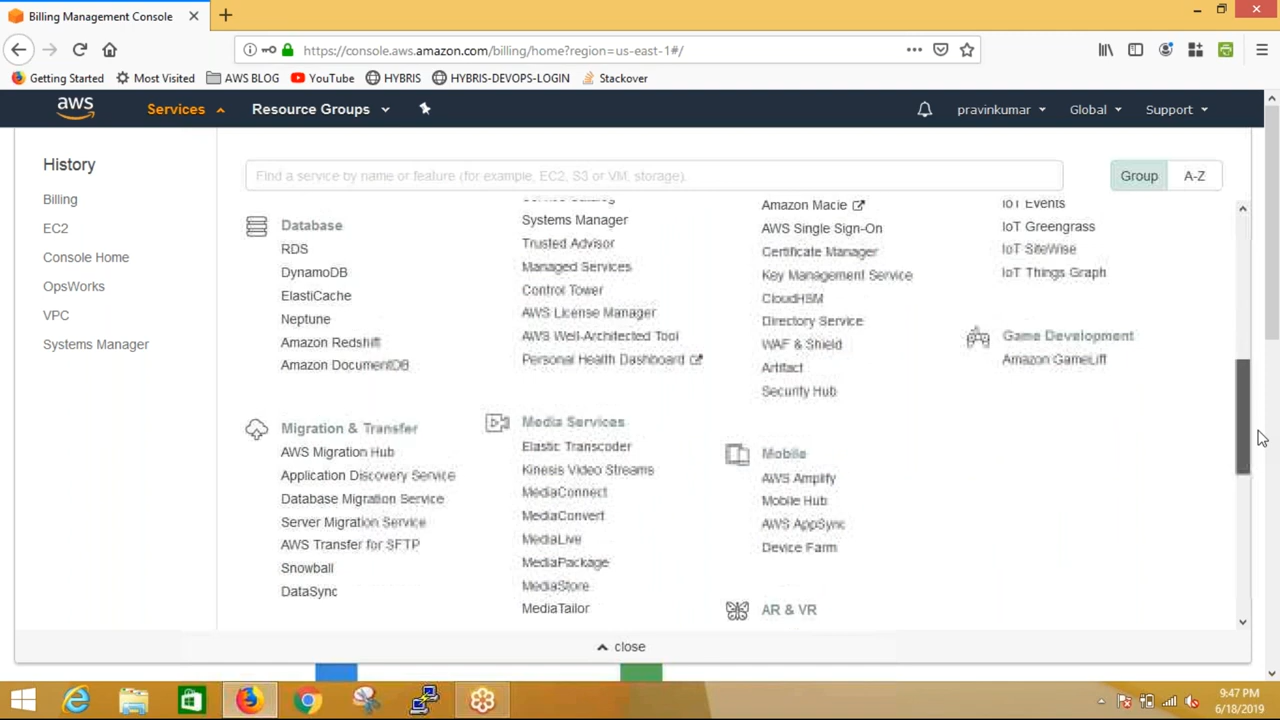 Billing Management Console
https://console.aws.amazon.com/billing/home?region=us-east-1#/
Getting Started
Most Visited
AWS BLOG
YouTube
HYBRIS
HYBRIS-DEVOPS-LOGIN
Stackover
aws
Services
Resource Groups
pravinkumar
Global
Support
History
Billing
EC2
Console Home
OpsWorks
VPC
Systems Manager
Find a service by name or feature (for example, EC2, S3 or VM, storage).
Group
A-Z
Database
RDS
DynamoDB
ElastiCache
Neptune
Amazon Redshift
Amazon DocumentDB
Migration & Transfer
AWS Migration Hub
Application Discovery Service
Database Migration Service
Server Migration Service
AWS Transfer for SFTP
Snowball
DataSync
Service Catalog
Systems Manager
Trusted Advisor
Managed Services
Control Tower
AWS License Manager
AWS Well-Architected Tool
Personal Health Dashboard
Media Services
Elastic Transcoder
Kinesis Video Streams
MediaConnect
MediaConvert
MediaLive
MediaPackage
MediaStore
MediaTailor
Amazon Macie
AWS Single Sign-On
Certificate Manager
Key Management Service
CloudHSM
Directory Service
WAF & Shield
Artifact
Security Hub
Mobile
AWS Amplify
Mobile Hub
AWS AppSync
Device Farm
AR & VR
IoT Events
IoT Greengrass
IoT SiteWise
IoT Things Graph
Game Development
Amazon GameLift
close
9:47 PM
6/18/2019